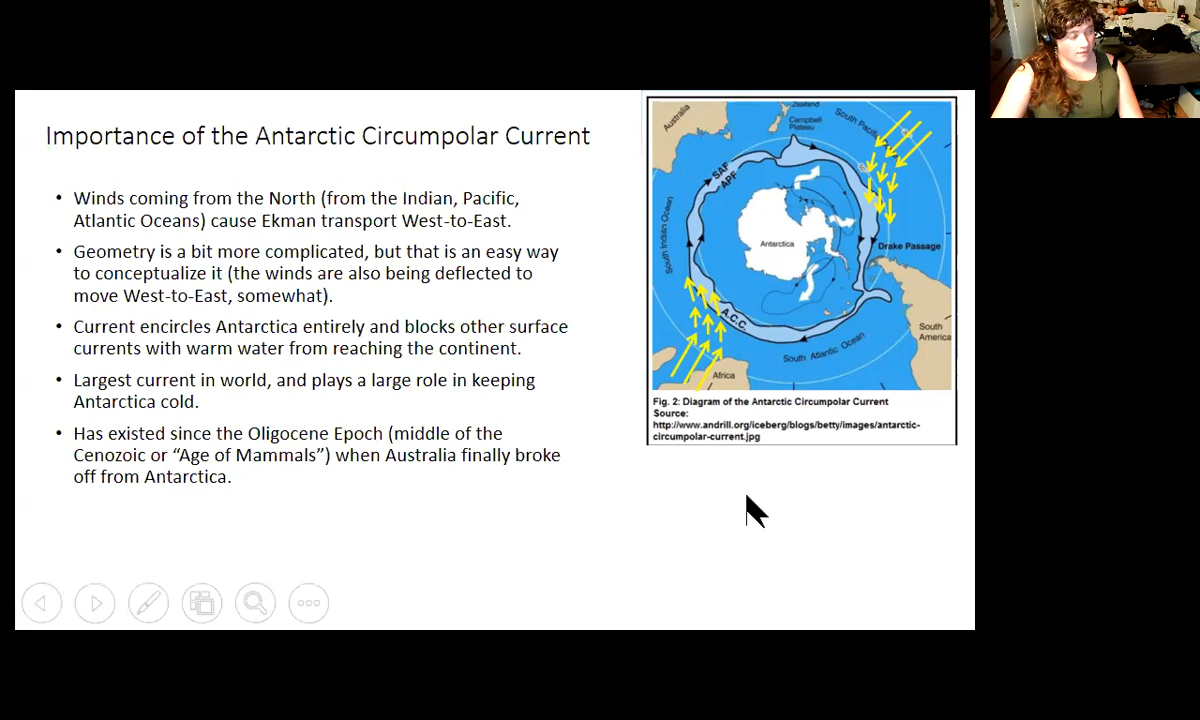 Importance of the Antarctic Circumpolar Current
• Winds coming from the North (from the Indian, Pacific,
Atlantic Oceans) cause Ekman transport West-to-East.
• Geometry is a bit more complicated, but that is an easy way
to conceptualize it (the winds are also being deflected to
move West-to-East, somewhat).
• Current encircles Antarctica entirely and blocks other surface
currents with warm water from reaching the continent.
• Largest current in world, and plays a large role in keeping
Antarctica cold.
• Has existed since the Oligocene Epoch (middle of the
Cenozoic or “Age of Mammals”) when Australia finally broke
off from Antarctica.
Australia
Zealand
Campbell
Plateau
South Pacific
SAF
APF
South Indian Ocean
Antarctica
Drake Passage
A.C.C.
South Atlantic Ocean
South
America
Africa
Fig. 2: Diagram of the Antarctic Circumpolar Current
Source:
http://www.andrill.org/iceberg/blogs/betty/images/antarctic-
circumpolar-current.jpg